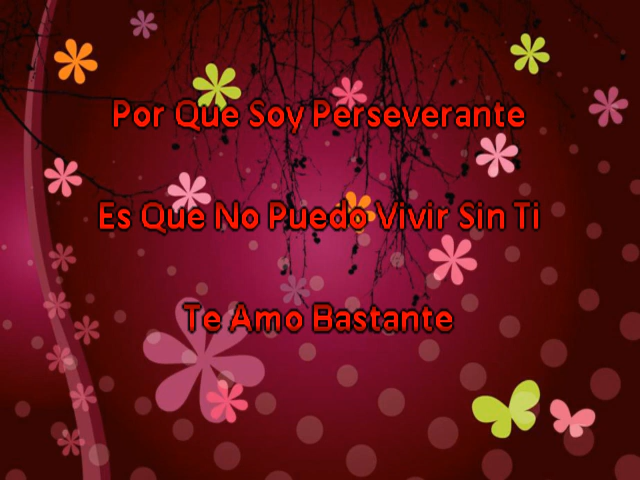 Por Que Soy Perseverante
Es Que No Puedo Vivir Sin Ti
Te Amo Bastante